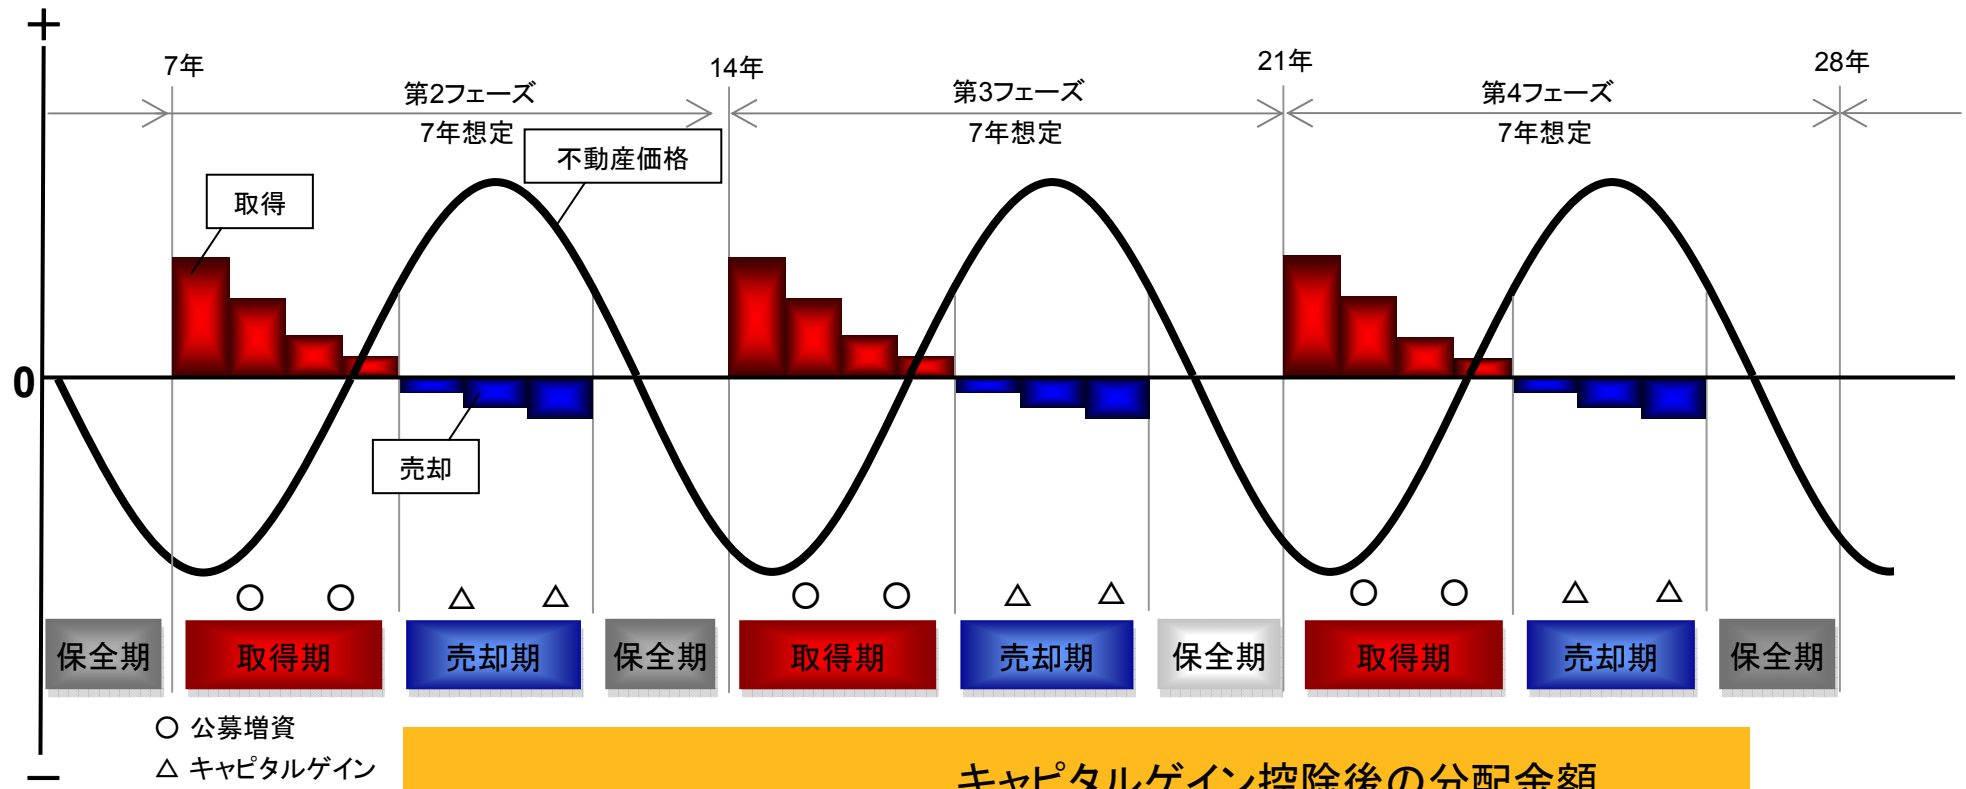 +
7年
14年
21年
28年
第2フェーズ
第3フェーズ
第4フェーズ
7年想定
7年想定
7年想定
不動産価格
取得
0
売却
○ ○ △ △ ○ ○ △ △ ○ ○ △ △
保全期
取得期
売却期
保全期
取得期
売却期
保全期
取得期
売却期
保全期
○ 公募増資
△ キャピタルゲイン
－
キャピタルゲイン控除後の分配金額